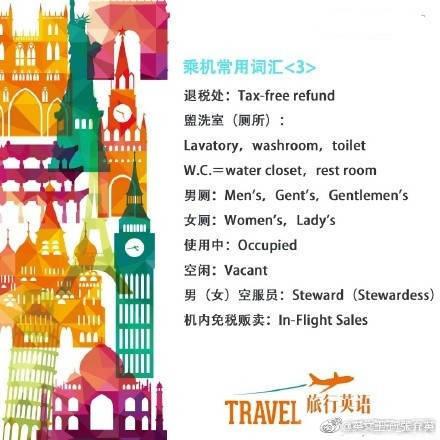 乘机常用词汇<3>
退税处：Tax-free refund
盥洗室（厕所）：
Lavatory，washroom，toilet
W.C.＝water closet，rest room
男厕：Men's，Gent's，Gentlemen's
女厕：Women's，Lady's
使用中：Occupied
空闲：Vacant
男（女）空服员：Steward（Stewardess）
机内免税贩卖：In-Flight Sales
TRAVEL 旅行英语